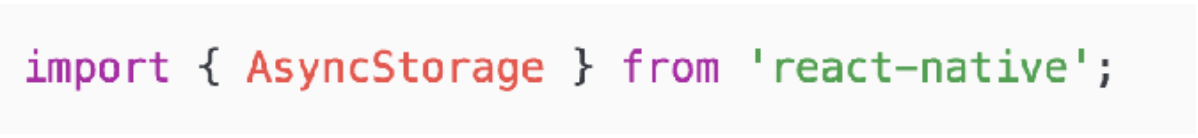 import { AsyncStorage } from 'react-native';